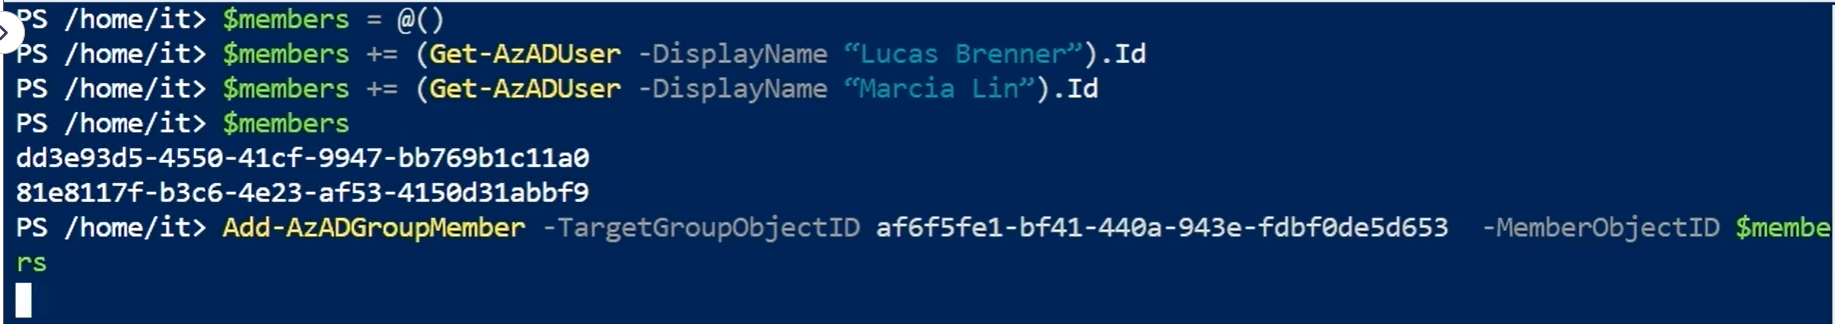 PS /home/it> $members = @()
PS /home/it> $members += (Get-AzADUser -DisplayName “Lucas Brenner”).Id
PS /home/it> $members += (Get-AzADUser -DisplayName “Marcia Lin”).Id
PS /home/it> $members
dd3e93d5-4550-41cf-9947-bb769b1c11a0
81e8117f-b3c6-4e23-af53-4150d31abbf9
PS /home/it> Add-AzADGroupMember -TargetGroupObjectID af6f5fe1-bf41-440a-943e-fdbf0de5d653  -MemberObjectID $membe
rs